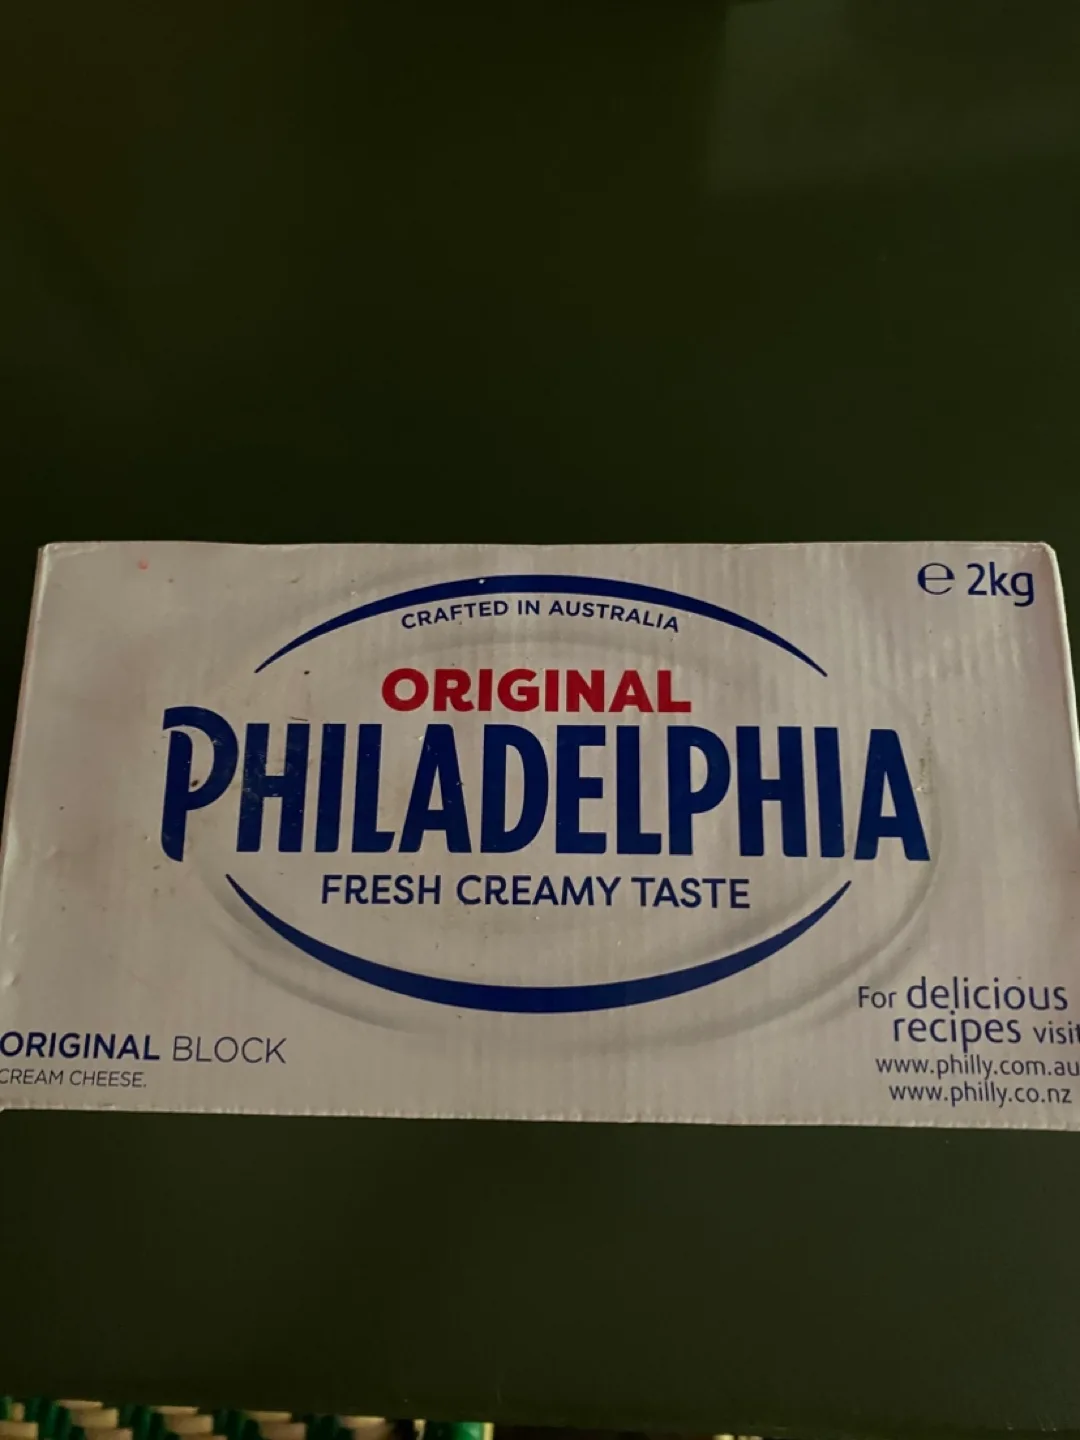 ℮ 2kg
CRAFTED IN AUSTRALIA
ORIGINAL
PHILADELPHIA
FRESH CREAMY TASTE
ORIGINAL BLOCK
CREAM CHEESE.
For delicious
recipes visit
www.philly.com.au
www.philly.co.nz